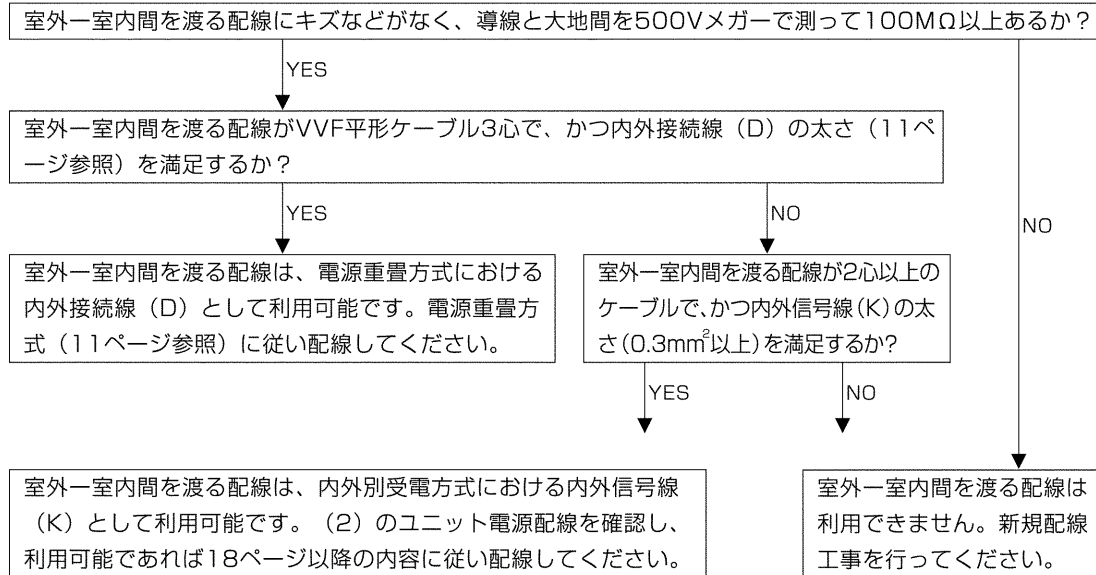 室外ー室内間を渡る配線にキズなどがなく、導線と大地間を500Vメガーで測って100MΩ以上あるか？
YES
室外ー室内間を渡る配線がVVF平形ケーブル3心で、かつ内外接続線（D）の太さ（11ペ
ージ参照）を満足するか？
YES
NO
NO
室外ー室内間を渡る配線は、電源重畳方式における
内外接続線（D）として利用可能です。電源重畳方
式（11ページ参照）に従い配線してください。
室外ー室内間を渡る配線が2心以上の
ケーブルで、かつ内外信号線（K）の太
さ（0.3mm²以上）を満足するか?
YES
NO
室外ー室内間を渡る配線は、内外別受電方式における内外信号線
（K）として利用可能です。（2）のユニット電源配線を確認し、
利用可能であれば18ページ以降の内容に従い配線してください。
室外ー室内間を渡る配線は
利用できません。新規配線
工事を行ってください。